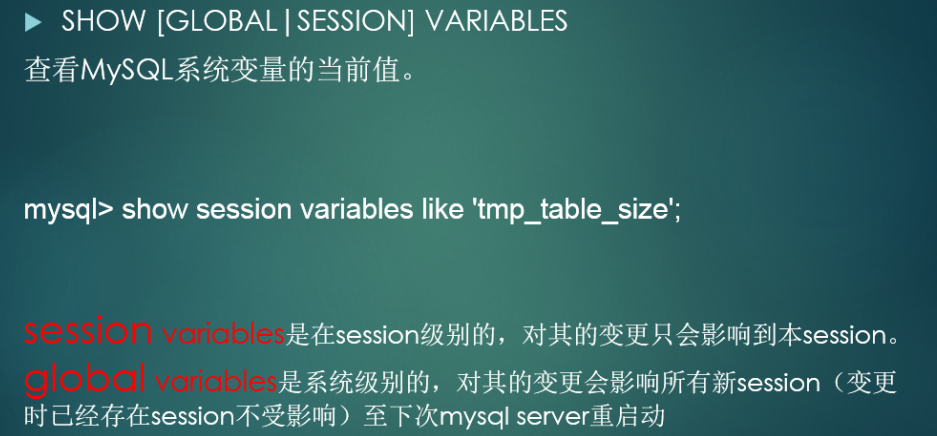 SHOW [GLOBAL|SESSION] VARIABLES
查看MySQL系统变量的当前值。
mysql> show session variables like 'tmp_table_size';
session variables是在session级别的，对其的变更只会影响到本session。
global variables是系统级别的，对其的变更会影响所有新session（变更
时已经存在session不受影响）至下次mysql server重启动